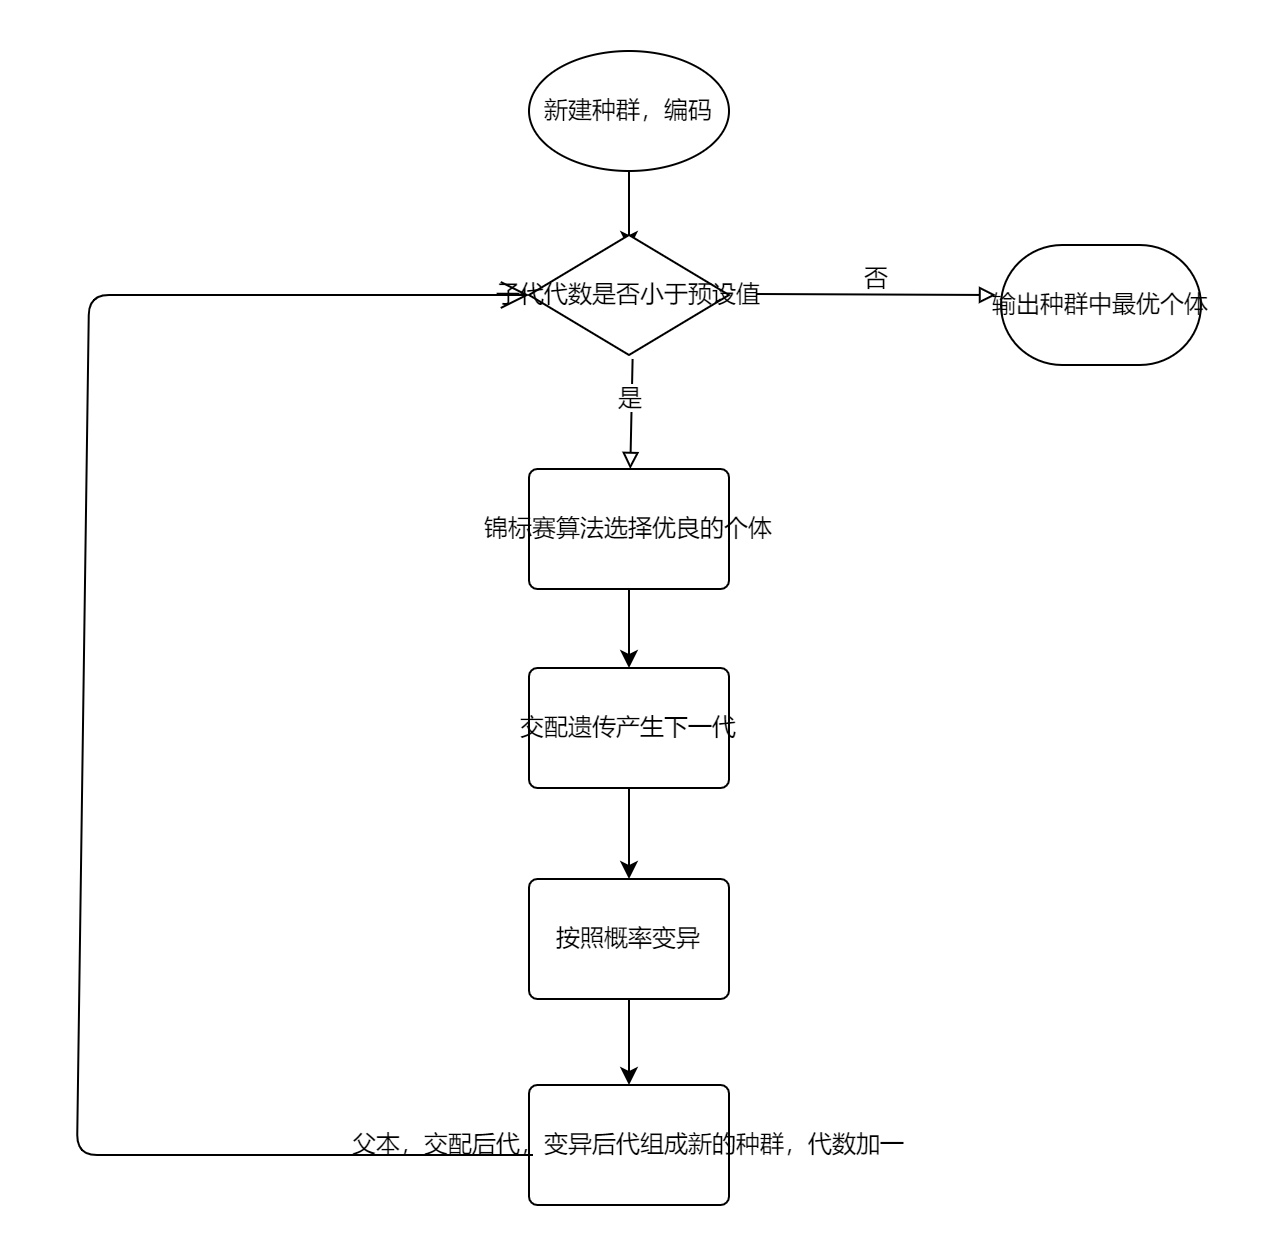 新建种群，编码
子代代数是否小于预设值
否
输出种群中最优个体
是
锦标赛算法选择优良的个体
交配遗传产生下一代
按照概率变异
父本，交配后代，变异后代组成新的种群，代数加一